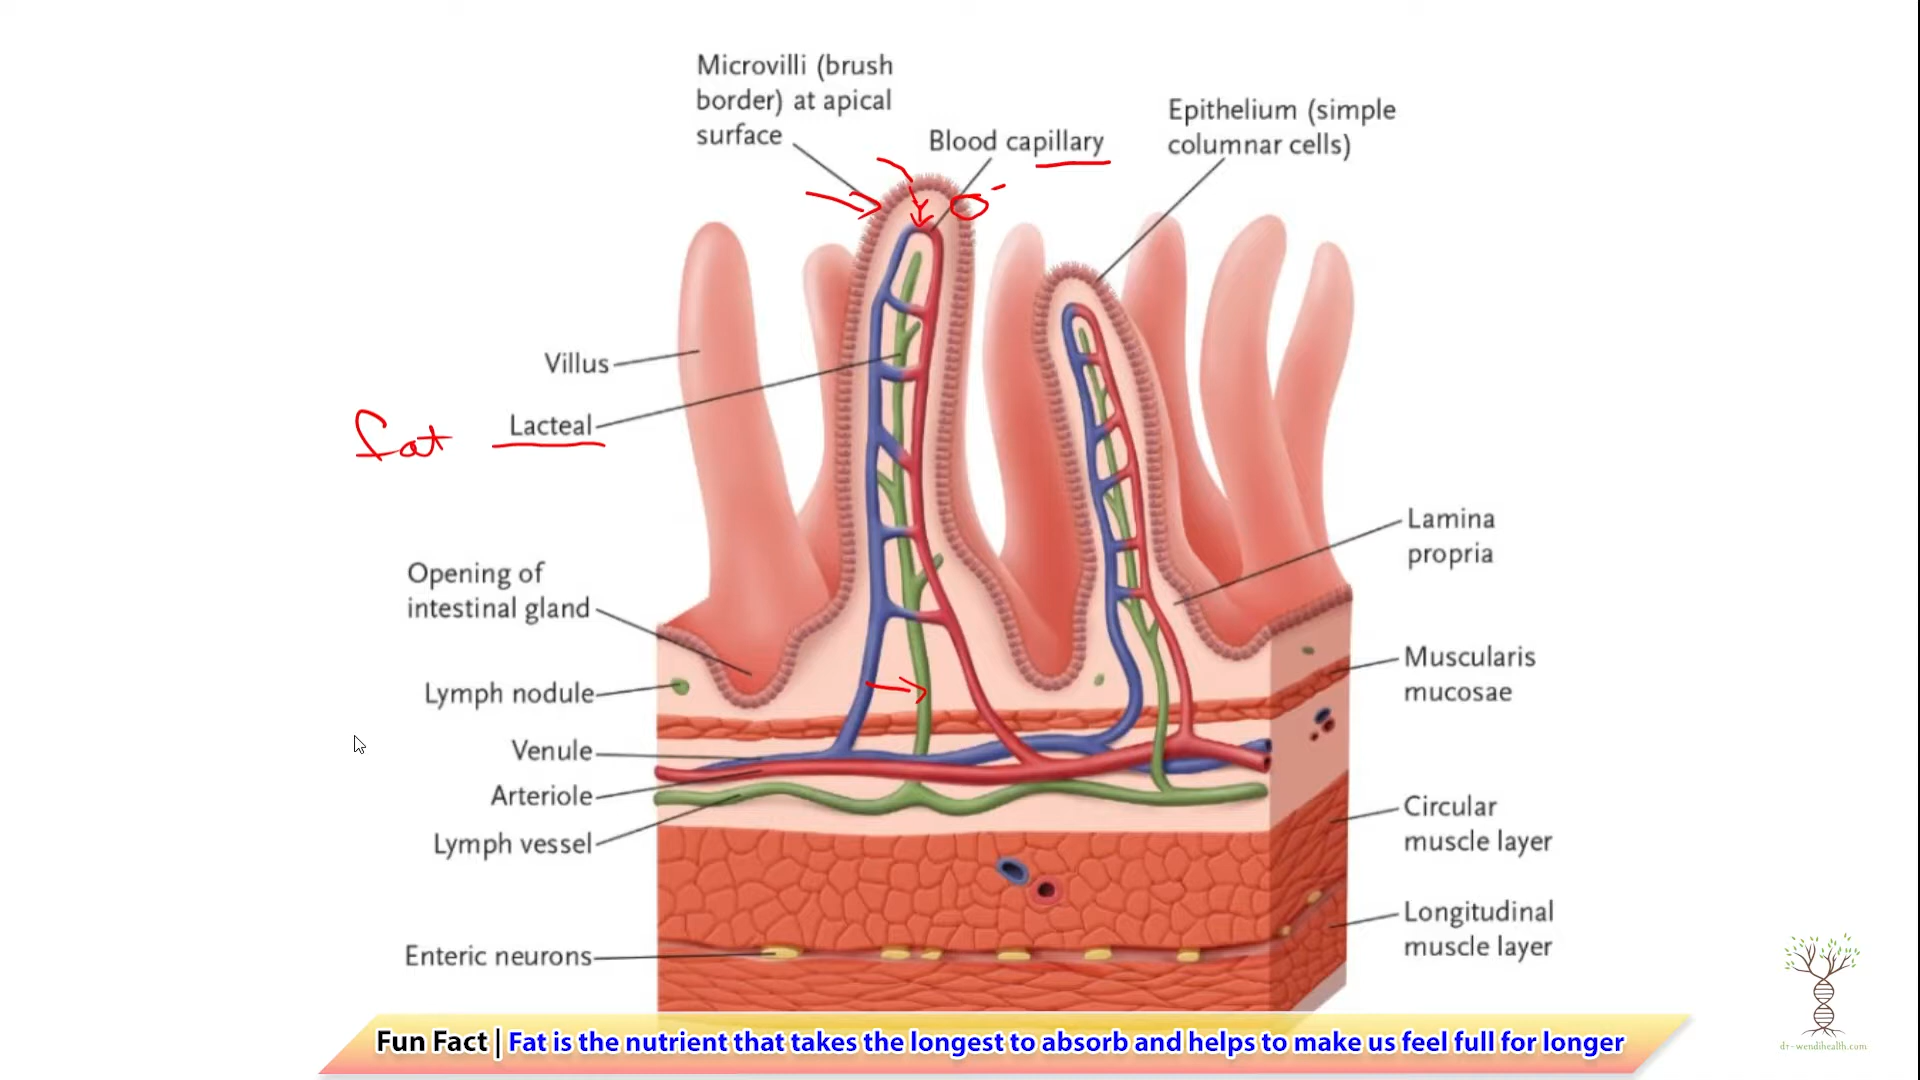 Microvilli (brush
border) at apical
surface
Blood capillary
Epithelium (simple
columnar cells)
Villus
fat
Lacteal
Opening of
intestinal gland
Lymph nodule
Venule
Arteriole
Lymph vessel
Enteric neurons
Lamina
propria
Muscularis
mucosae
Circular
muscle layer
Longitudinal
muscle layer
Fun Fact | Fat is the nutrient that takes the longest to absorb and helps to make us feel full for longer
dr-wendihealth.com